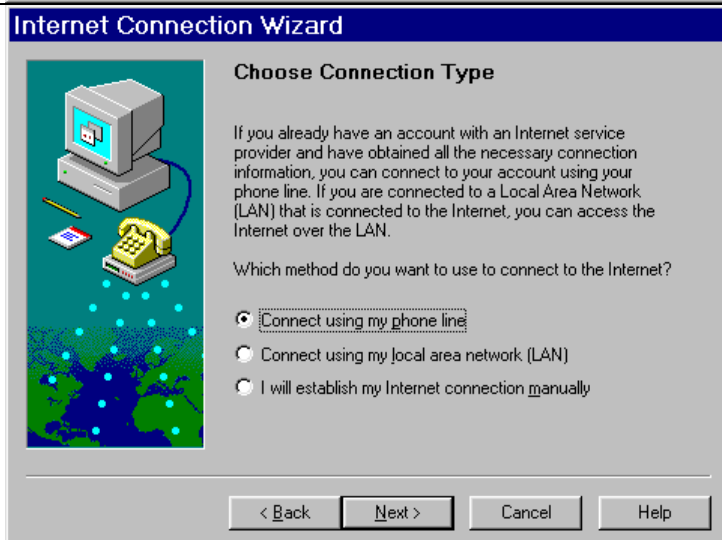 Internet Connection Wizard
Choose Connection Type
If you already have an account with an Internet service
provider and have obtained all the necessary connection
information, you can connect to your account using your
phone line. If you are connected to a Local Area Network
(LAN) that is connected to the Internet, you can access the
Internet over the LAN.
Which method do you want to use to connect to the Internet?
Connect using my phone line
Connect using my local area network (LAN)
I will establish my Internet connection manually
< Back
Next >
Cancel
Help